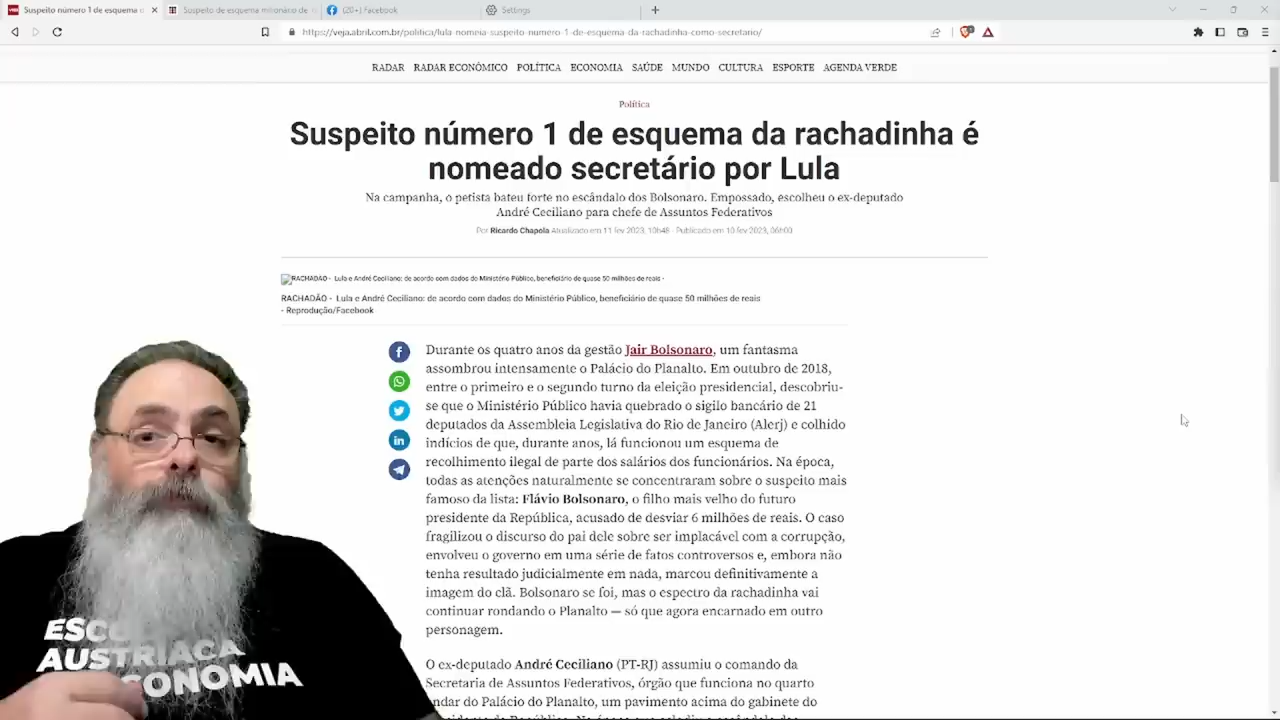 Suspeito número 1 de esquema d
Suspeito de esquema milionário de
(20+) Facebook
Settings
https://veja.abril.com.br/politica/lula-nomeia-suspeito-numero-1-de-esquema-da-rachadinha-como-secretario/
RADAR RADAR ECONÔMICO POLÍTICA ECONOMIA SAÚDE MUNDO CULTURA ESPORTE AGENDA VERDE
Política
Suspeito número 1 de esquema da rachadinha é
nomeado secretário por Lula
Na campanha, o petista bateu forte no escândalo dos Bolsonaro. Empossado, escolheu o ex-deputado
André Ceciliano para chefe de Assuntos Federativos
Por Ricardo Chapola Atualizado em 11 fev 2023, 10h48 - Publicado em 10 fev 2023, 06h00
RACHADÃO - Lula e André Ceciliano: de acordo com dados do Ministério Público, beneficiário de quase 50 milhões de reais -
RACHADÃO - Lula e André Ceciliano: de acordo com dados do Ministério Público, beneficiário de quase 50 milhões de reais
- Reprodução/Facebook
Durante os quatro anos da gestão Jair Bolsonaro, um fantasma
assombrou intensamente o Palácio do Planalto. Em outubro de 2018,
entre o primeiro e o segundo turno da eleição presidencial, descobriu-
se que o Ministério Público havia quebrado o sigilo bancário de 21
deputados da Assembleia Legislativa do Rio de Janeiro (Alerj) e colhido
indícios de que, durante anos, lá funcionou um esquema de
recolhimento ilegal de parte dos salários dos funcionários. Na época,
todas as atenções naturalmente se concentraram sobre o suspeito mais
famoso da lista: Flávio Bolsonaro, o filho mais velho do futuro
presidente da República, acusado de desviar 6 milhões de reais. O caso
fragilizou o discurso do pai dele sobre ser implacável com a corrupção,
envolveu o governo em uma série de fatos controversos e, embora não
tenha resultado judicialmente em nada, marcou definitivamente a
imagem do clã. Bolsonaro se foi, mas o espectro da rachadinha vai
continuar rondando o Planalto — só que agora encarnado em outro
personagem.
O ex-deputado André Ceciliano (PT-RJ) assumiu o comando da
Secretaria de Assuntos Federativos, órgão que funciona no quarto
ndar do Palácio do Planalto, um pavimento acima do gabinete do
AUSTRIACA